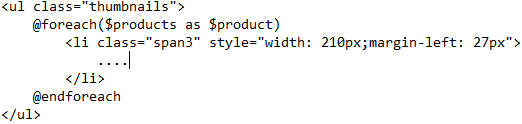 <ul class="thumbnails">
    @foreach($products as $product)
        <li class="span3" style="width: 210px;margin-left: 27px">
            ....
        </li>
    @endforeach
</ul>